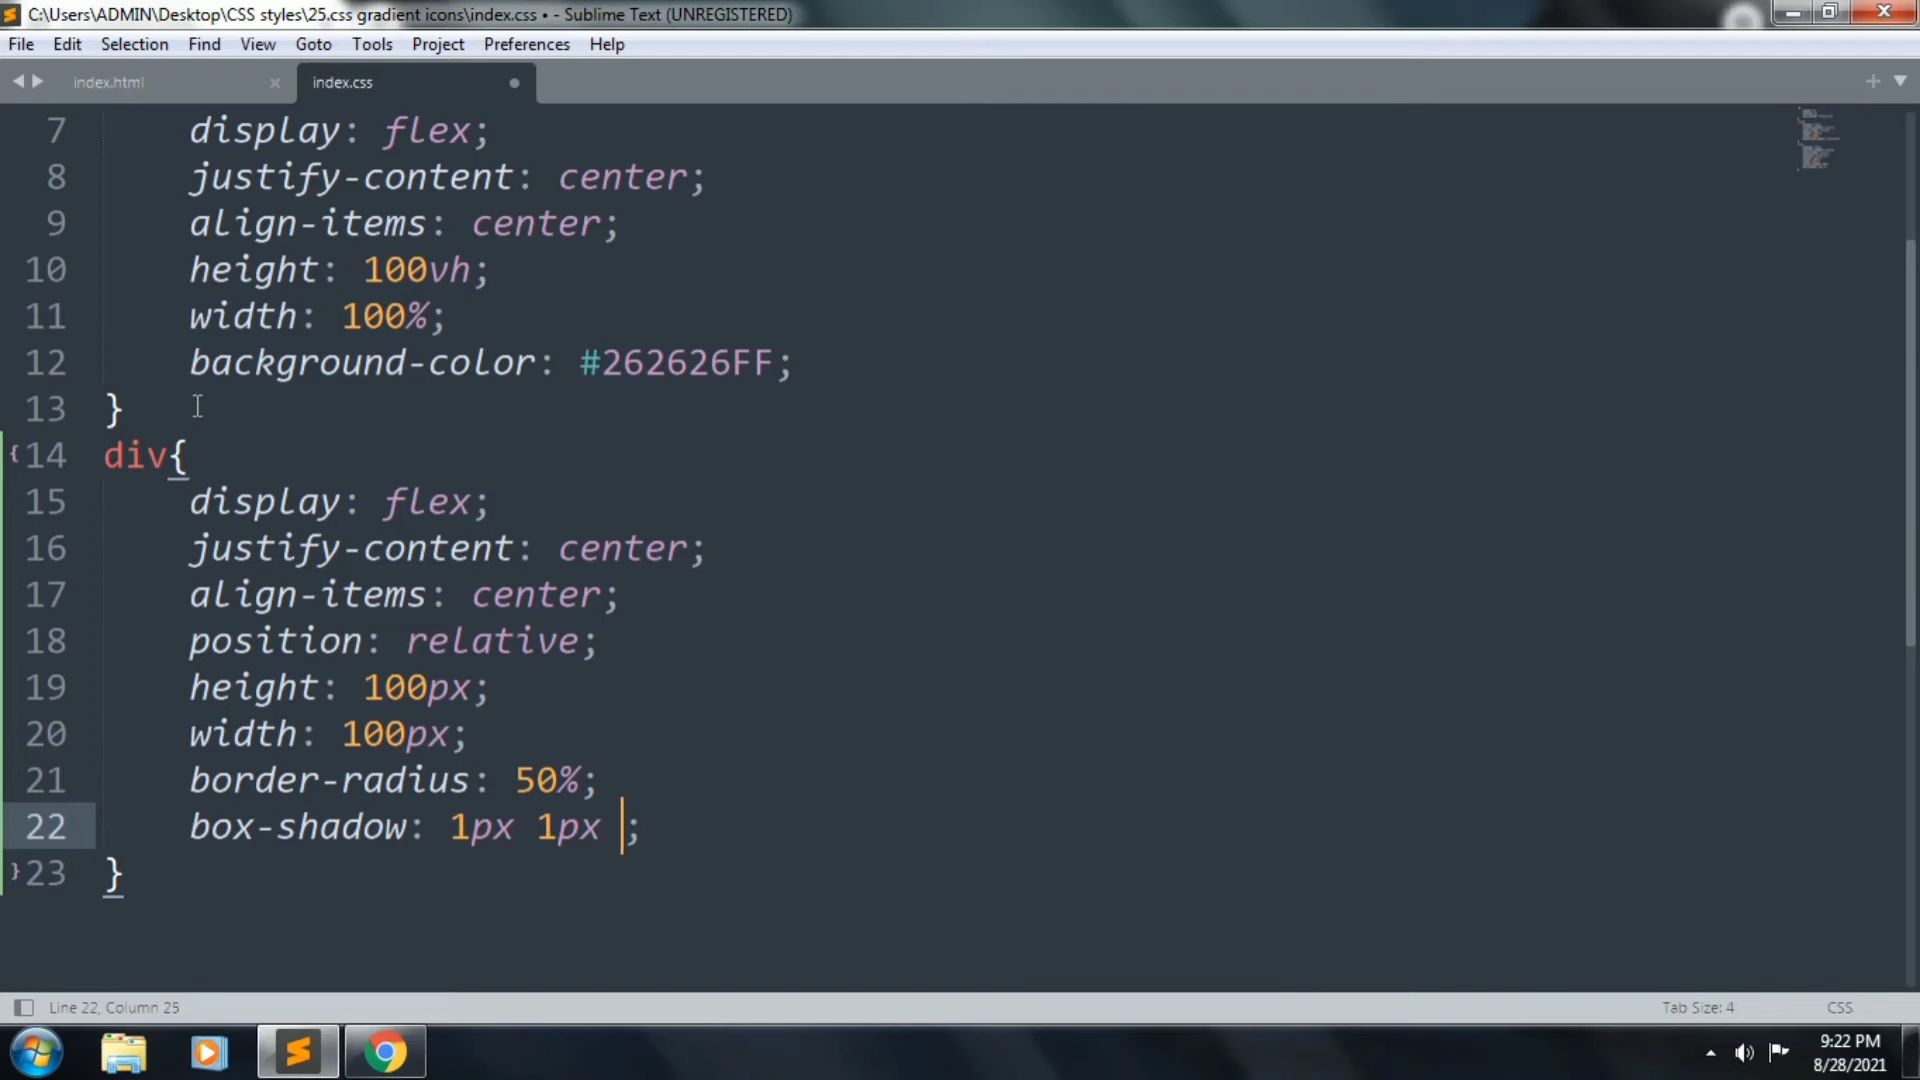 C:\Users\ADMIN\Desktop\CSS styles\25.css gradient icons\index.css • - Sublime Text (UNREGISTERED)
File Edit Selection Find View Goto Tools Project Preferences Help
index.html
index.css
7 display: flex;
8 justify-content: center;
9 align-items: center;
10 height: 100vh;
11 width: 100%;
12 background-color: #262626FF;
13 }
14 div{
15 display: flex;
16 justify-content: center;
17 align-items: center;
18 position: relative;
19 height: 100px;
20 width: 100px;
21 border-radius: 50%;
22 box-shadow: 1px 1px ;
23 }
Line 22, Column 25
Tab Size: 4
CSS
9:22 PM
8/28/2021